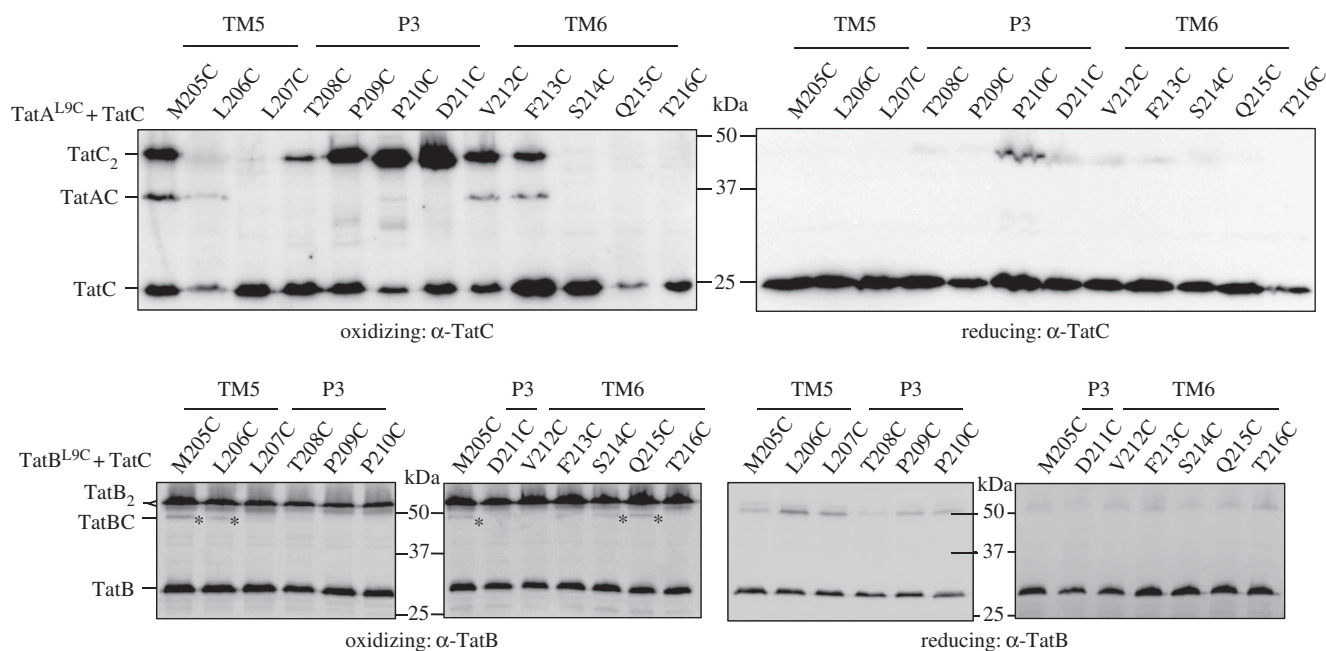 TM5 P3 TM6 TM5 P3 TM6
TatA^L9C + TatC M205C L206C L207C T208C P209C P210C D211C V212C F213C S214C Q215C T216C kDa M205C L206C L207C T208C P209C P210C D211C V212C F213C S214C Q215C T216C
TatC₂ 50
TatAC 37
TatC 25
oxidizing: α-TatC reducing: α-TatC
TM5 P3 P3 TM6 TM5 P3 P3 TM6
TatB^L9C + TatC M205C L206C L207C T208C P209C P210C kDa M205C D211C V212C F213C S214C Q215C T216C M205C L206C L207C T208C P209C P210C kDa M205C D211C V212C F213C S214C Q215C T216C
TatB₂
TatBC * * 50 * * * 50
37 37
TatB
25 25
oxidizing: α-TatB reducing: α-TatB